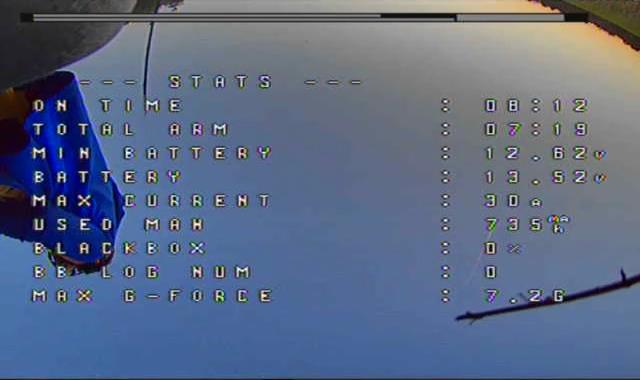 --- STATS ---
ON TIME : 08:12
TOTAL ARM : 07:19
MIN BATTERY : 12.62V
BATTERY : 13.52V
MAX CURRENT : 30A
USED MAH : 735MAH
BLACKBOX : 0%
BB LOG NUM : 0
MAX G-FORCE : 7.2G